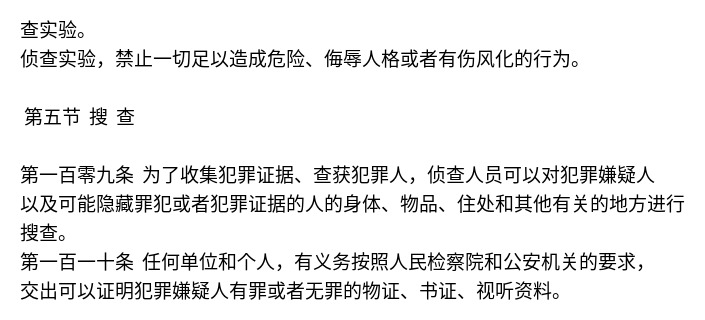 查实验。
侦查实验，禁止一切足以造成危险、侮辱人格或者有伤风化的行为。
第五节 搜 查
第一百零九条 为了收集犯罪证据、查获犯罪人，侦查人员可以对犯罪嫌疑人
以及可能隐藏罪犯或者犯罪证据的人的身体、物品、住处和其他有关的地方进行
搜查。
第一百一十条 任何单位和个人，有义务按照人民检察院和公安机关的要求，
交出可以证明犯罪嫌疑人有罪或者无罪的物证、书证、视听资料。